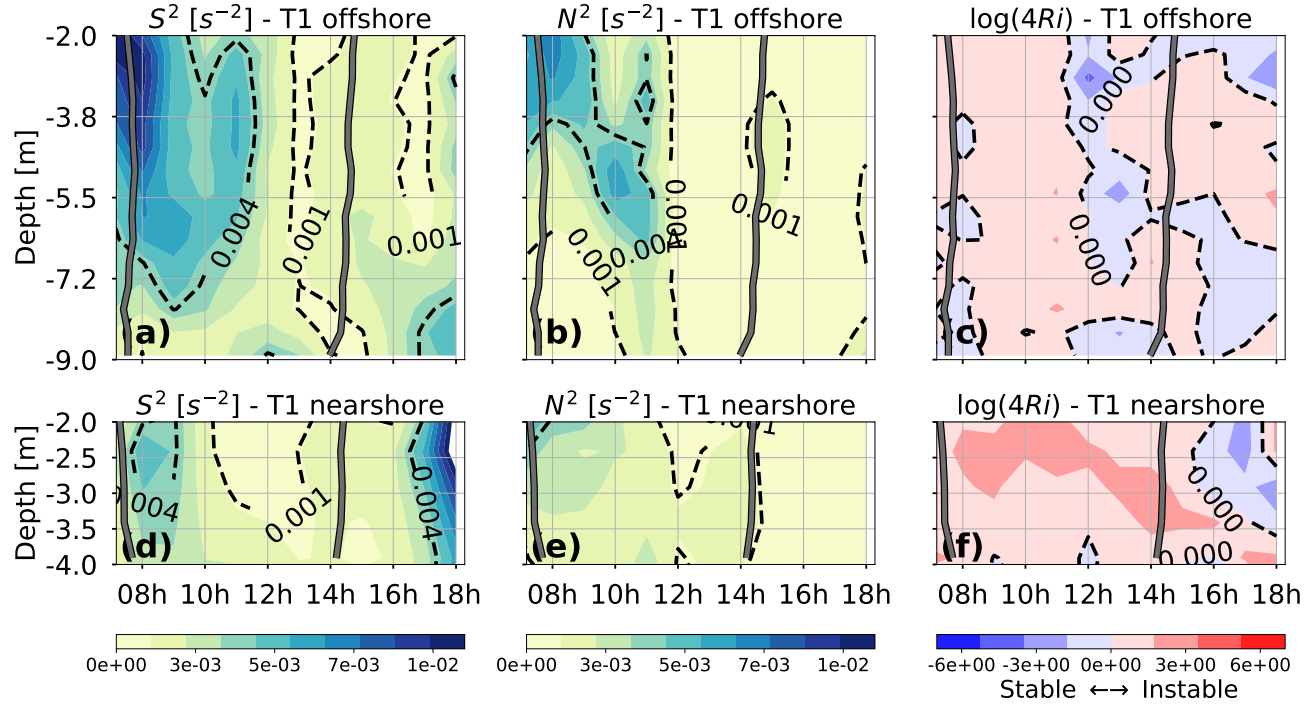 S² [s⁻²] - T1 offshore
N² [s⁻²] - T1 offshore
log(4Ri) - T1 offshore
Depth [m]
-2.0
-3.8
-5.5
-7.2
-9.0
0.004
0.001
0.001
a)
0.001
0.004
0.001
0.001
b)
0.000
0.000
c)
S² [s⁻²] - T1 nearshore
N² [s⁻²] - T1 nearshore
log(4Ri) - T1 nearshore
Depth [m]
-2.0
-2.5
-3.0
-3.5
-4.0
0.004
0.001
0.004
(d)
0.001
(e)
0.000
0.000
(f)
08h 10h 12h 14h 16h 18h
08h 10h 12h 14h 16h 18h
08h 10h 12h 14h 16h 18h
0e+00 3e-03 5e-03 7e-03 1e-02
0e+00 3e-03 5e-03 7e-03 1e-02
-6e+00 -3e+00 0e+00 3e+00 6e+00
Stable ←→ Instable